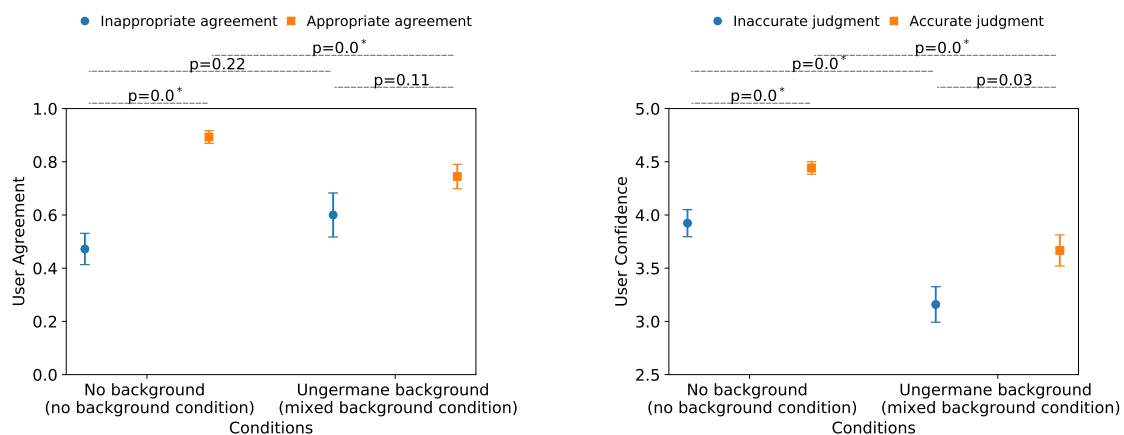 Inappropriate agreement Appropriate agreement
p=0.0*
p=0.22
p=0.11
p=0.0*
1.0
0.8
0.6
0.4
0.2
0.0
User Agreement
No background
(no background condition)
Ungermane background
(mixed background condition)
Conditions
Inaccurate judgment Accurate judgment
p=0.0*
p=0.0*
p=0.03
p=0.0*
5.0
4.5
4.0
3.5
3.0
2.5
User Confidence
No background
(no background condition)
Ungermane background
(mixed background condition)
Conditions